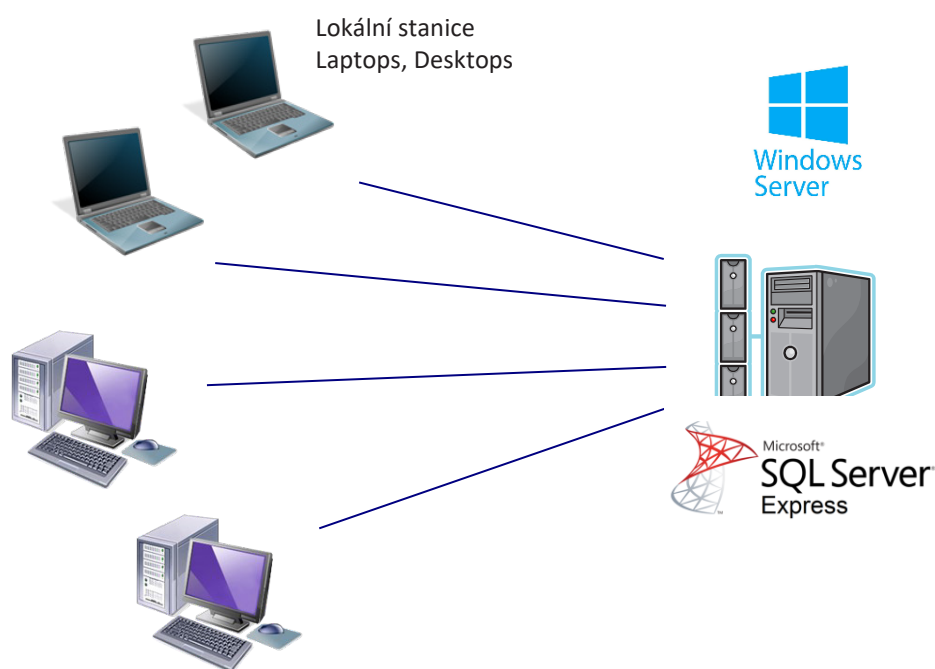 Lokální stanice
Laptops, Desktops
Windows
Server
Microsoft®
SQL Server®
Express